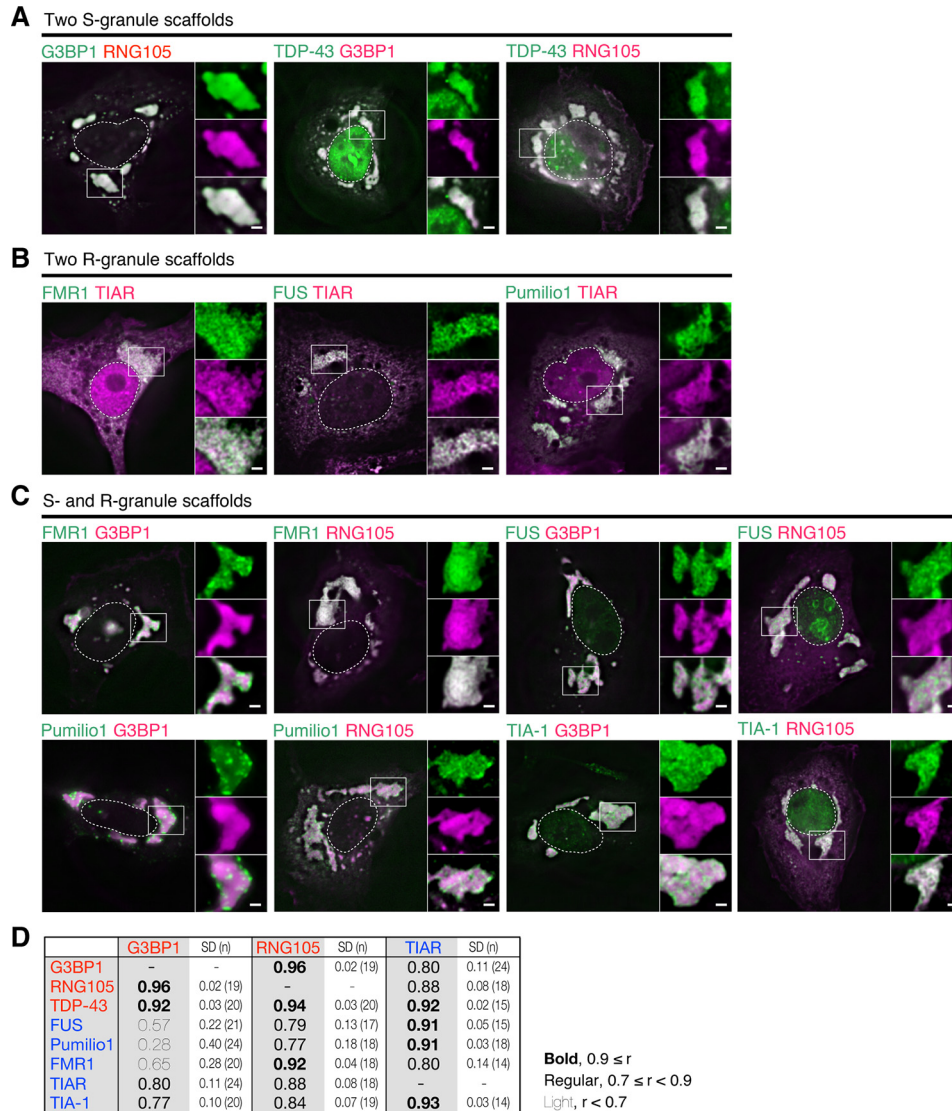 A Two S-granule scaffolds
G3BP1 RNG105 TDP-43 G3BP1 TDP-43 RNG105
B Two R-granule scaffolds
FMR1 TIAR FUS TIAR Pumilio1 TIAR
C S- and R-granule scaffolds
FMR1 G3BP1 FMR1 RNG105 FUS G3BP1 FUS RNG105
Pumilio1 G3BP1 Pumilio1 RNG105 TIA-1 G3BP1 TIA-1 RNG105
D
G3BP1 SD (n) RNG105 SD (n) TIAR SD (n)
G3BP1 - - 0.96 0.02 (19) 0.80 0.11 (24)
RNG105 0.96 0.02 (19) - - 0.88 0.08 (18)
TDP-43 0.92 0.03 (20) 0.94 0.03 (20) 0.92 0.02 (15)
FUS 0.57 0.22 (21) 0.79 0.13 (17) 0.91 0.05 (15)
Pumilio1 0.28 0.40 (24) 0.77 0.18 (18) 0.91 0.03 (18)
FMR1 0.65 0.28 (20) 0.92 0.04 (18) 0.80 0.14 (14)
TIAR 0.80 0.11 (24) 0.88 0.08 (18) - -
TIA-1 0.77 0.10 (20) 0.84 0.07 (19) 0.93 0.03 (14)
Bold, 0.9 ≤ r
Regular, 0.7 ≤ r < 0.9
Light, r < 0.7